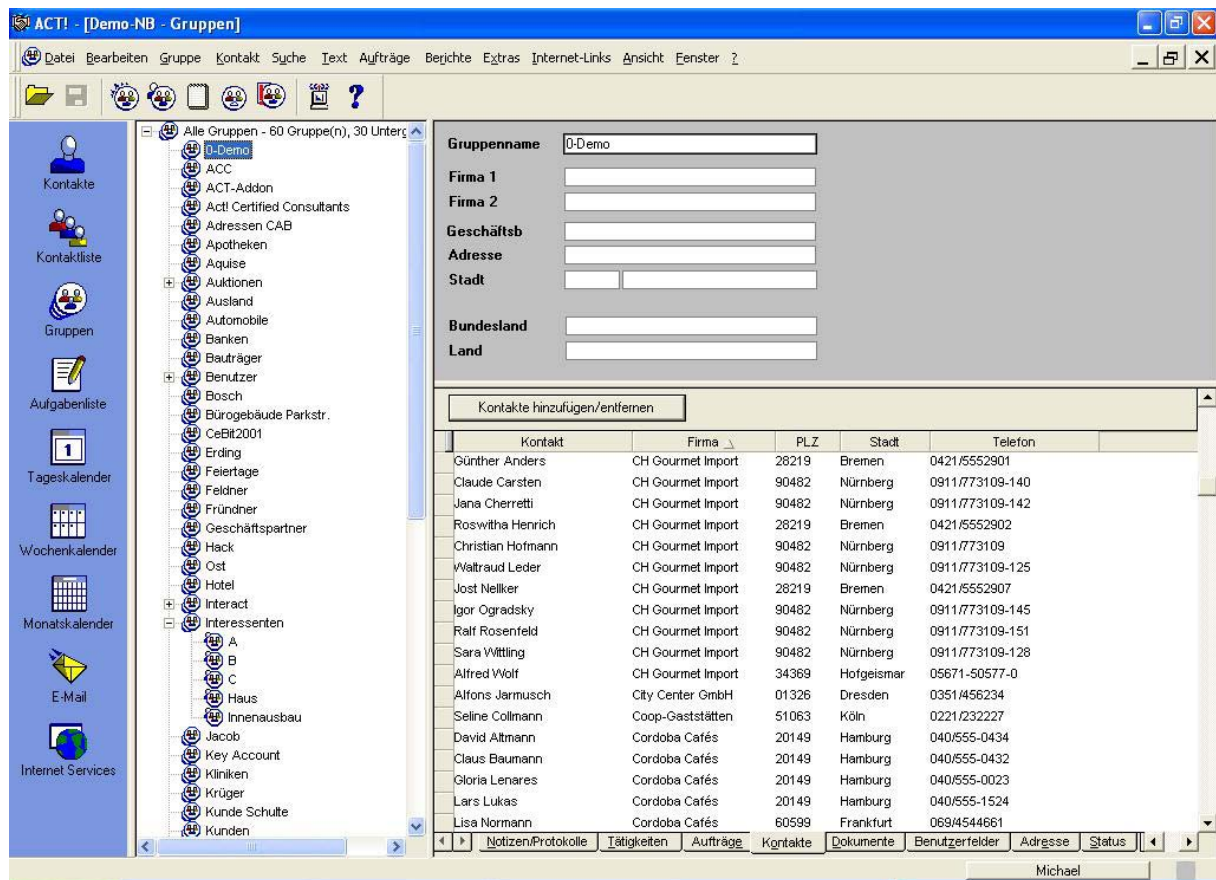 ACT! - [Demo-NB - Gruppen]
Datei Bearbeiten Gruppe Kontakt Suche Text Aufträge Berichte Extras Internet-Links Ansicht Fenster ?
Kontakte
Kontaktliste
Gruppen
Aufgabenliste
1
Tageskalender
Wochenkalender
Monatskalender
E-Mail
Internet Services
Alle Gruppen - 60 Gruppe(n), 30 Unterg
0-Demo
ACC
ACT-Addon
Act! Certified Consultants
Adressen CAB
Apotheken
Aquise
Auktionen
Ausland
Automobile
Banken
Bauträger
Benutzer
Bosch
Bürogebäude Parkstr.
CeBit2001
Erding
Feiertage
Feldner
Fründner
Geschäftspartner
Hack
Ost
Hotel
Interact
Interessenten
A
B
C
Haus
Innenausbau
Jacob
Key Account
Kliniken
Krüger
Kunde Schulte
Kunden
Gruppenname 0-Demo
Firma 1
Firma 2
Geschäftsb
Adresse
Stadt
Bundesland
Land
Kontakte hinzufügen/entfernen
Kontakt Firma PLZ Stadt Telefon
Günther Anders CH Gourmet Import 28219 Bremen 0421/5552901
Claude Carsten CH Gourmet Import 90482 Nürnberg 0911/773109-140
Jana Cherretti CH Gourmet Import 90482 Nürnberg 0911/773109-142
Roswitha Henrich CH Gourmet Import 28219 Bremen 0421/5552902
Christian Hofmann CH Gourmet Import 90482 Nürnberg 0911/773109
Waltraud Leder CH Gourmet Import 90482 Nürnberg 0911/773109-125
Jost Nellker CH Gourmet Import 28219 Bremen 0421/5552907
Igor Ogradsky CH Gourmet Import 90482 Nürnberg 0911/773109-145
Ralf Rosenfeld CH Gourmet Import 90482 Nürnberg 0911/773109-151
Sara Wittling CH Gourmet Import 90482 Nürnberg 0911/773109-128
Alfred Wolf CH Gourmet Import 34369 Hofgeismar 05671-50577-0
Alfons Jarmusch City Center GmbH 01326 Dresden 0351/456234
Seline Collmann Coop-Gaststätten 51063 Köln 0221/232227
David Altmann Cordoba Cafés 20149 Hamburg 040/555-0434
Claus Baumann Cordoba Cafés 20149 Hamburg 040/555-0432
Gloria Lenares Cordoba Cafés 20149 Hamburg 040/555-0023
Lars Lukas Cordoba Cafés 20149 Hamburg 040/555-1524
Lisa Normann Cordoba Cafés 60599 Frankfurt 069/4544661
Notizen/Protokolle Tätigkeiten Aufträge Kontakte Dokumente Benutzerfelder Adresse Status
Michael